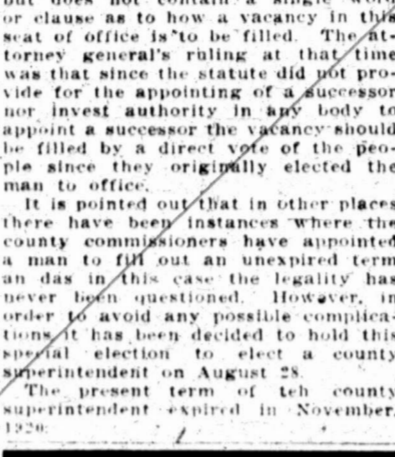 but does not contain a single word
or clause as to how a vacancy in this
seat of office is to be filled. The at-
torney general's ruling at that time
was that since the statute did not pro-
vide for the appointing of a successor
nor invest authority in any body to
appoint a successor the vacancy should
be filled by a direct vote of the peo-
ple since they originally elected the
man to office.
It is pointed out that in other places
there have been instances where the
county commissioners have appointed
a man to fill out an unexpired term
an das in this case the legality has
never been questioned. However, in
order to avoid any possible complica-
tions it has been decided to hold this
special election to elect a county
superintendent on August 28.
The present term of teh county
superintendent expired in November,
1920.